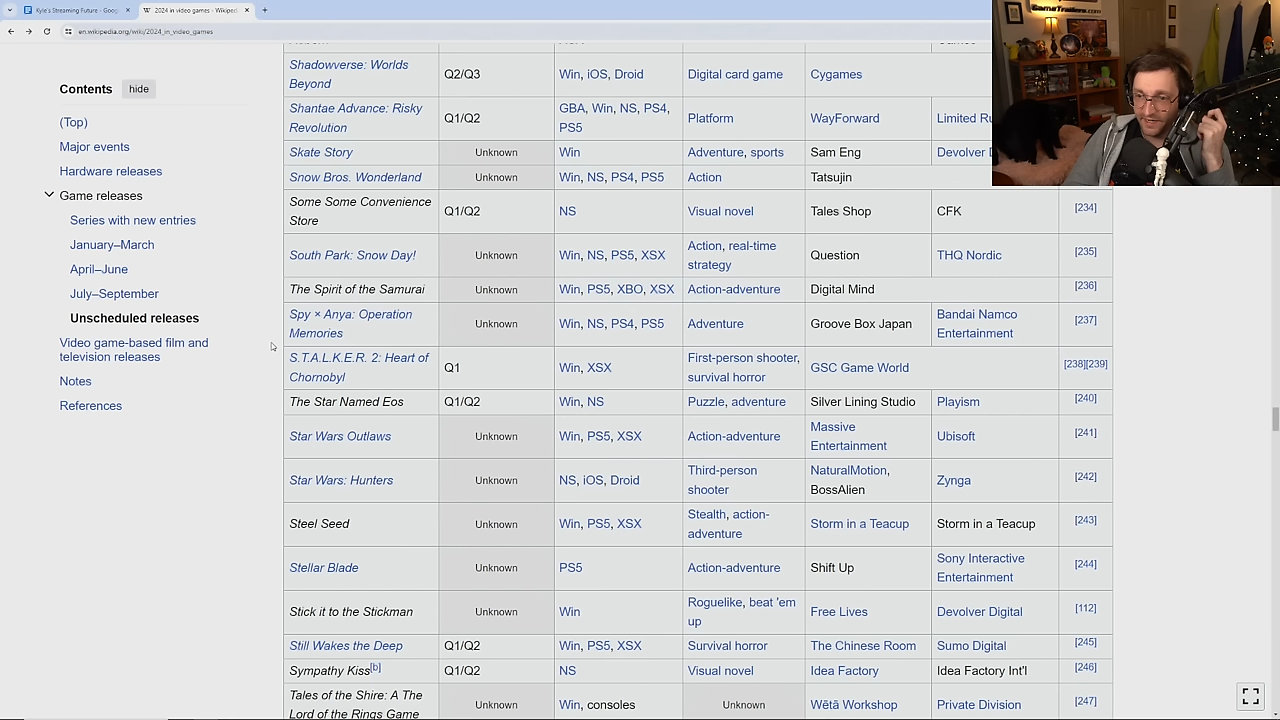 Kyle's Streaming Future - Goog
2024 in video games - Wikiped
en.wikipedia.org/wiki/2024_in_video_games
GameTrailers.com
Contents hide
(Top)
Major events
Hardware releases
Game releases
Series with new entries
January–March
April–June
July–September
Unscheduled releases
Video game-based film and
television releases
Notes
References
Shadowverse: Worlds
Beyond
Q2/Q3
Win, iOS, Droid
Digital card game
Cygames
Shantae Advance: Risky
Revolution
Q1/Q2
GBA, Win, NS, PS4,
PS5
Platform
WayForward
Limited Ru
Skate Story
Unknown
Win
Adventure, sports
Sam Eng
Devolver D
Snow Bros. Wonderland
Unknown
Win, NS, PS4, PS5
Action
Tatsujin
Some Some Convenience
Store
Q1/Q2
NS
Visual novel
Tales Shop
CFK
[234]
South Park: Snow Day!
Unknown
Win, NS, PS5, XSX
Action, real-time
strategy
Question
THQ Nordic
[235]
The Spirit of the Samurai
Unknown
Win, PS5, XBO, XSX
Action-adventure
Digital Mind
[236]
Spy × Anya: Operation
Memories
Unknown
Win, NS, PS4, PS5
Adventure
Groove Box Japan
Bandai Namco
Entertainment
[237]
S.T.A.L.K.E.R. 2: Heart of
Chornobyl
Q1
Win, XSX
First-person shooter,
survival horror
GSC Game World
[238][239]
The Star Named Eos
Q1/Q2
Win, NS
Puzzle, adventure
Silver Lining Studio
Playism
[240]
Star Wars Outlaws
Unknown
Win, PS5, XSX
Action-adventure
Massive
Entertainment
Ubisoft
[241]
Star Wars: Hunters
Unknown
NS, iOS, Droid
Third-person
shooter
NaturalMotion,
BossAlien
Zynga
[242]
Steel Seed
Unknown
Win, PS5, XSX
Stealth, action-
adventure
Storm in a Teacup
Storm in a Teacup
[243]
Stellar Blade
Unknown
PS5
Action-adventure
Shift Up
Sony Interactive
Entertainment
[244]
Stick it to the Stickman
Unknown
Win
Roguelike, beat 'em
up
Free Lives
Devolver Digital
[112]
Still Wakes the Deep
Q1/Q2
Win, PS5, XSX
Survival horror
The Chinese Room
Sumo Digital
[245]
Sympathy Kiss[b]
Q1/Q2
NS
Visual novel
Idea Factory
Idea Factory Int'l
[246]
Tales of the Shire: A The
Lord of the Rings Game
Unknown
Win, consoles
Unknown
Wētā Workshop
Private Division
[247]